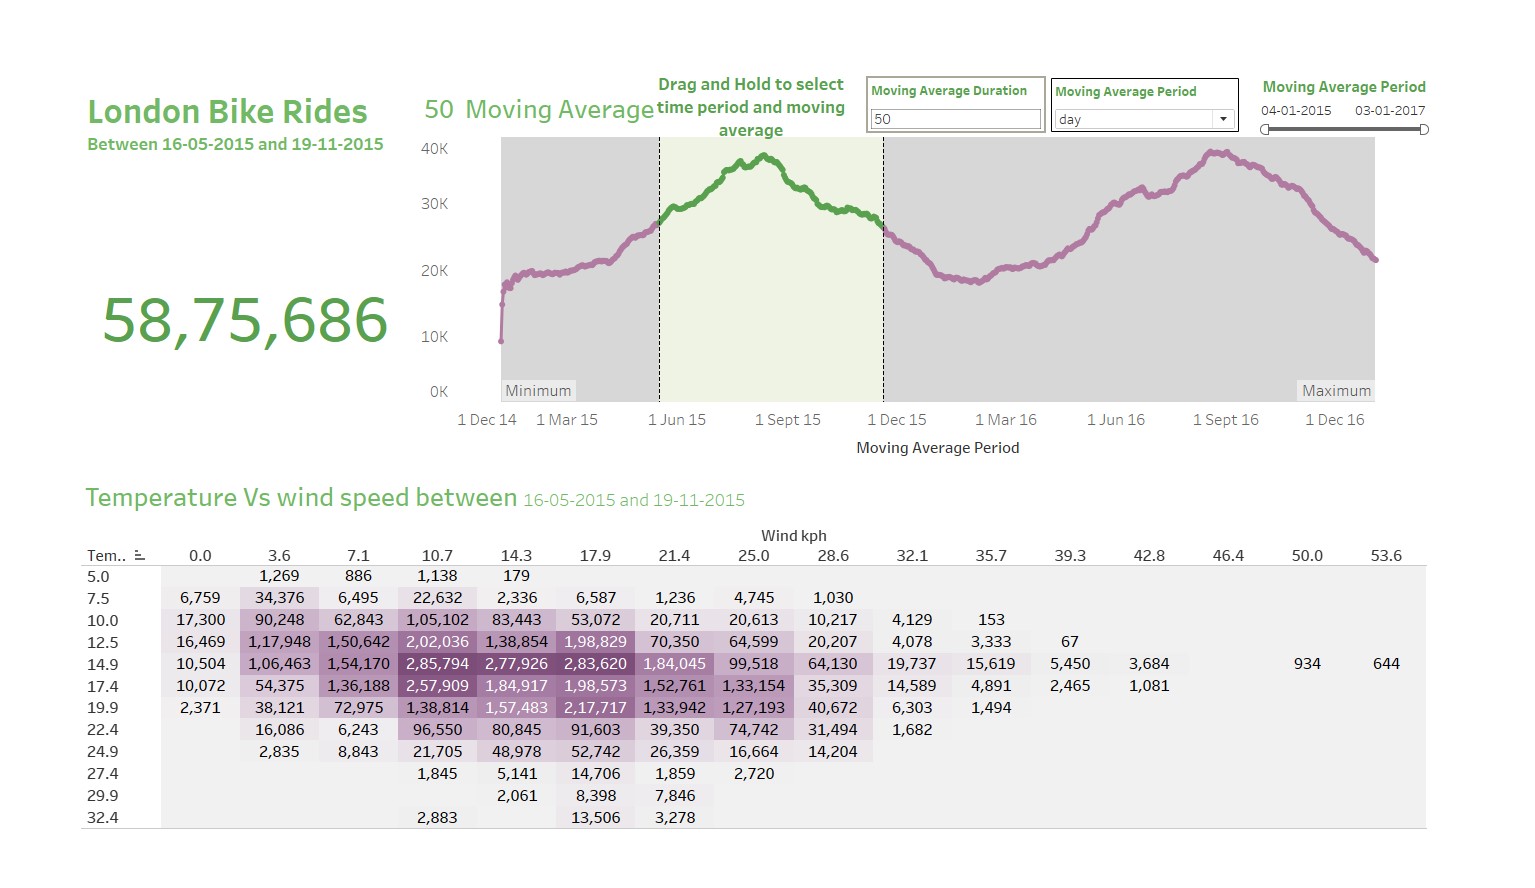 London Bike Rides
Between 16-05-2015 and 19-11-2015
58,75,686
50 Moving Average
Drag and Hold to select
time period and moving
average
Moving Average Duration
50
Moving Average Period
day
Moving Average Period
04-01-2015 03-01-2017
40K
30K
20K
10K
0K
Minimum Maximum
1 Dec 14 1 Mar 15 1 Jun 15 1 Sept 15 1 Dec 15 1 Mar 16 1 Jun 16 1 Sept 16 1 Dec 16
Moving Average Period
Temperature Vs wind speed between 16-05-2015 and 19-11-2015
Wind kph
Tem.. 0.0 3.6 7.1 10.7 14.3 17.9 21.4 25.0 28.6 32.1 35.7 39.3 42.8 46.4 50.0 53.6
5.0 1,269 886 1,138 179
7.5 6,759 34,376 6,495 22,632 2,336 6,587 1,236 4,745 1,030
10.0 17,300 90,248 62,843 1,05,102 83,443 53,072 20,711 20,613 10,217 4,129 153
12.5 16,469 1,17,948 1,50,642 2,02,036 1,38,854 1,98,829 70,350 64,599 20,207 4,078 3,333 67
14.9 10,504 1,06,463 1,54,170 2,85,794 2,77,926 2,83,620 1,84,045 99,518 64,130 19,737 15,619 5,450 3,684 934 644
17.4 10,072 54,375 1,36,188 2,57,909 1,84,917 1,98,573 1,52,761 1,33,154 35,309 14,589 4,891 2,465 1,081
19.9 2,371 38,121 72,975 1,38,814 1,57,483 2,17,717 1,33,942 1,27,193 40,672 6,303 1,494
22.4 16,086 6,243 96,550 80,845 91,603 39,350 74,742 31,494 1,682
24.9 2,835 8,843 21,705 48,978 52,742 26,359 16,664 14,204
27.4 1,845 5,141 14,706 1,859 2,720
29.9 2,061 8,398 7,846
32.4 2,883 13,506 3,278